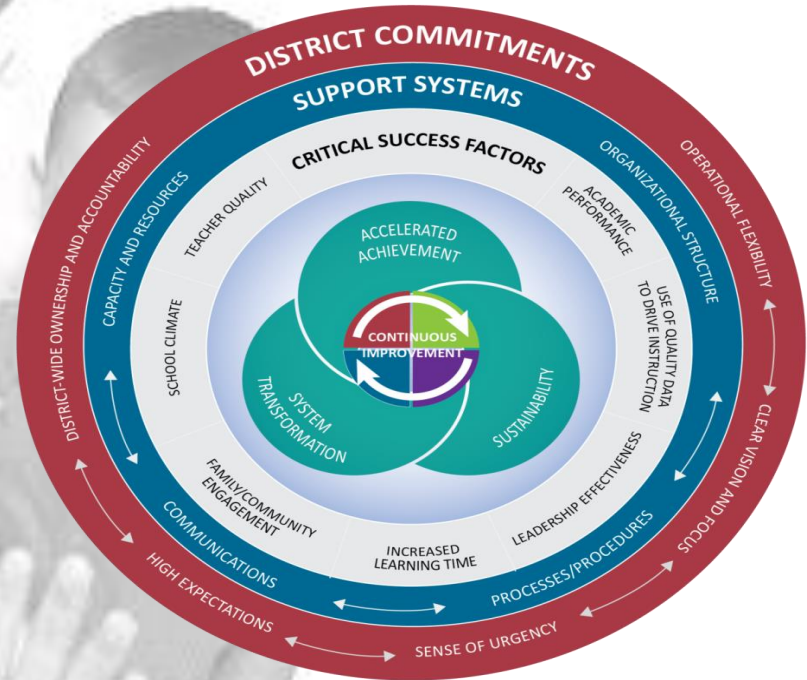 DISTRICT COMMITMENTS
OPERATIONAL FLEXIBILITY
CLEAR VISION AND FOCUS
SENSE OF URGENCY
HIGH EXPECTATIONS
DISTRICT-WIDE OWNERSHIP AND ACCOUNTABILITY
SUPPORT SYSTEMS
ORGANIZATIONAL STRUCTURE
PROCESSES/PROCEDURES
COMMUNICATIONS
CAPACITY AND RESOURCES
CRITICAL SUCCESS FACTORS
ACADEMIC
PERFORMANCE
USE OF QUALITY DATA
TO DRIVE INSTRUCTION
LEADERSHIP EFFECTIVENESS
INCREASED
LEARNING TIME
FAMILY/COMMUNITY
ENGAGEMENT
SCHOOL CLIMATE
TEACHER QUALITY
ACCELERATED
ACHIEVEMENT
SUSTAINABILITY
SYSTEM
TRANSFORMATION
CONTINUOUS
IMPROVEMENT